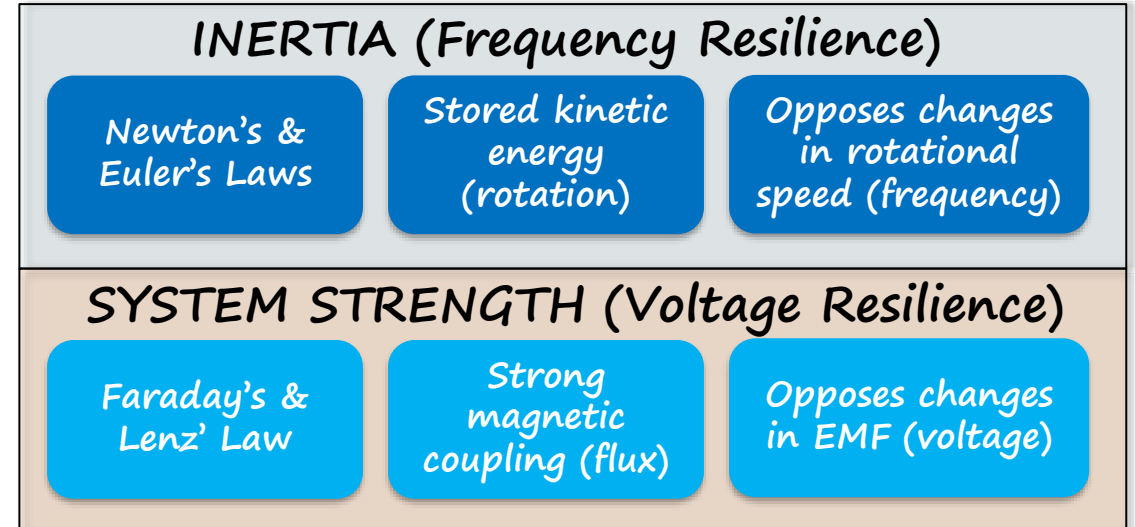 INERTIA (Frequency Resilience)
Newton's &
Euler's Laws
Stored kinetic
energy
(rotation)
Opposes changes
in rotational
speed (frequency)
SYSTEM STRENGTH (Voltage Resilience)
Faraday's &
Lenz' Law
Strong
magnetic
coupling (flux)
Opposes changes
in EMF (voltage)